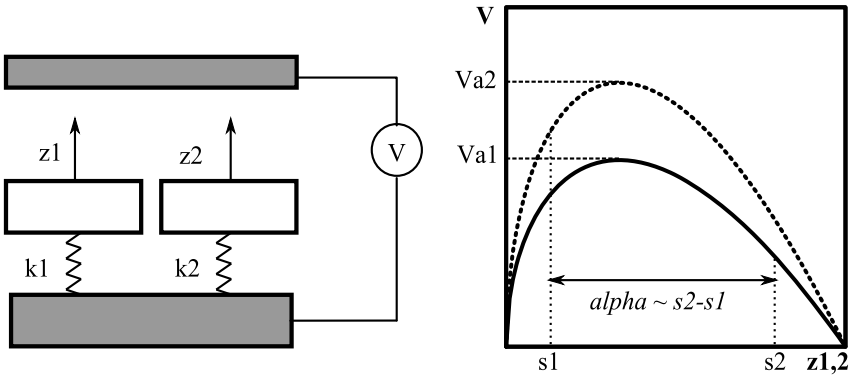 z1
z2
V
k1
k2
V
Va2
Va1
alpha ~ s2-s1
s1
s2
z1,2